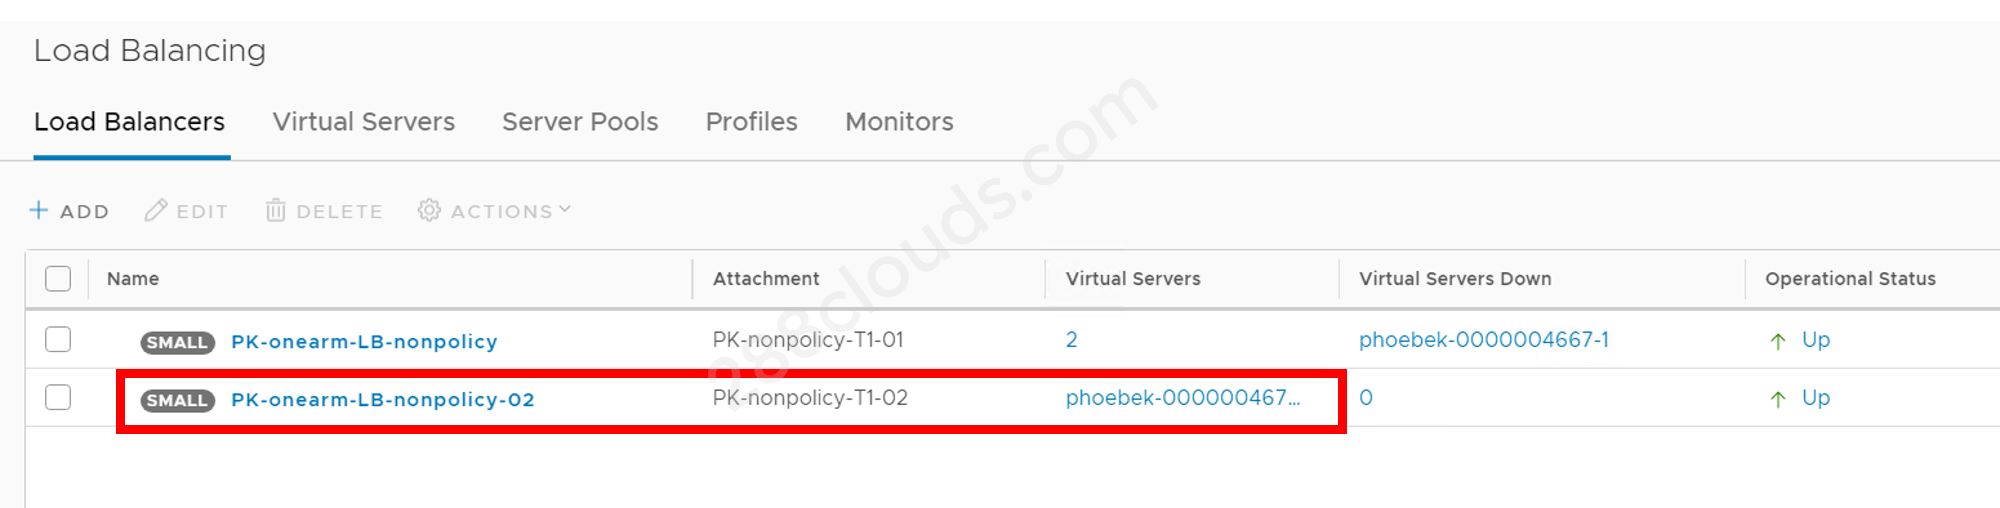 Load Balancing
Load Balancers Virtual Servers Server Pools Profiles Monitors
+ ADD EDIT DELETE ACTIONS
Name Attachment Virtual Servers Virtual Servers Down Operational Status
SMALL PK-onearm-LB-nonpolicy PK-nonpolicy-T1-01 2 phoebek-0000004667-1 Up
SMALL PK-onearm-LB-nonpolicy-02 PK-nonpolicy-T1-02 phoebek-000000467... 0 Up
288clouds.com